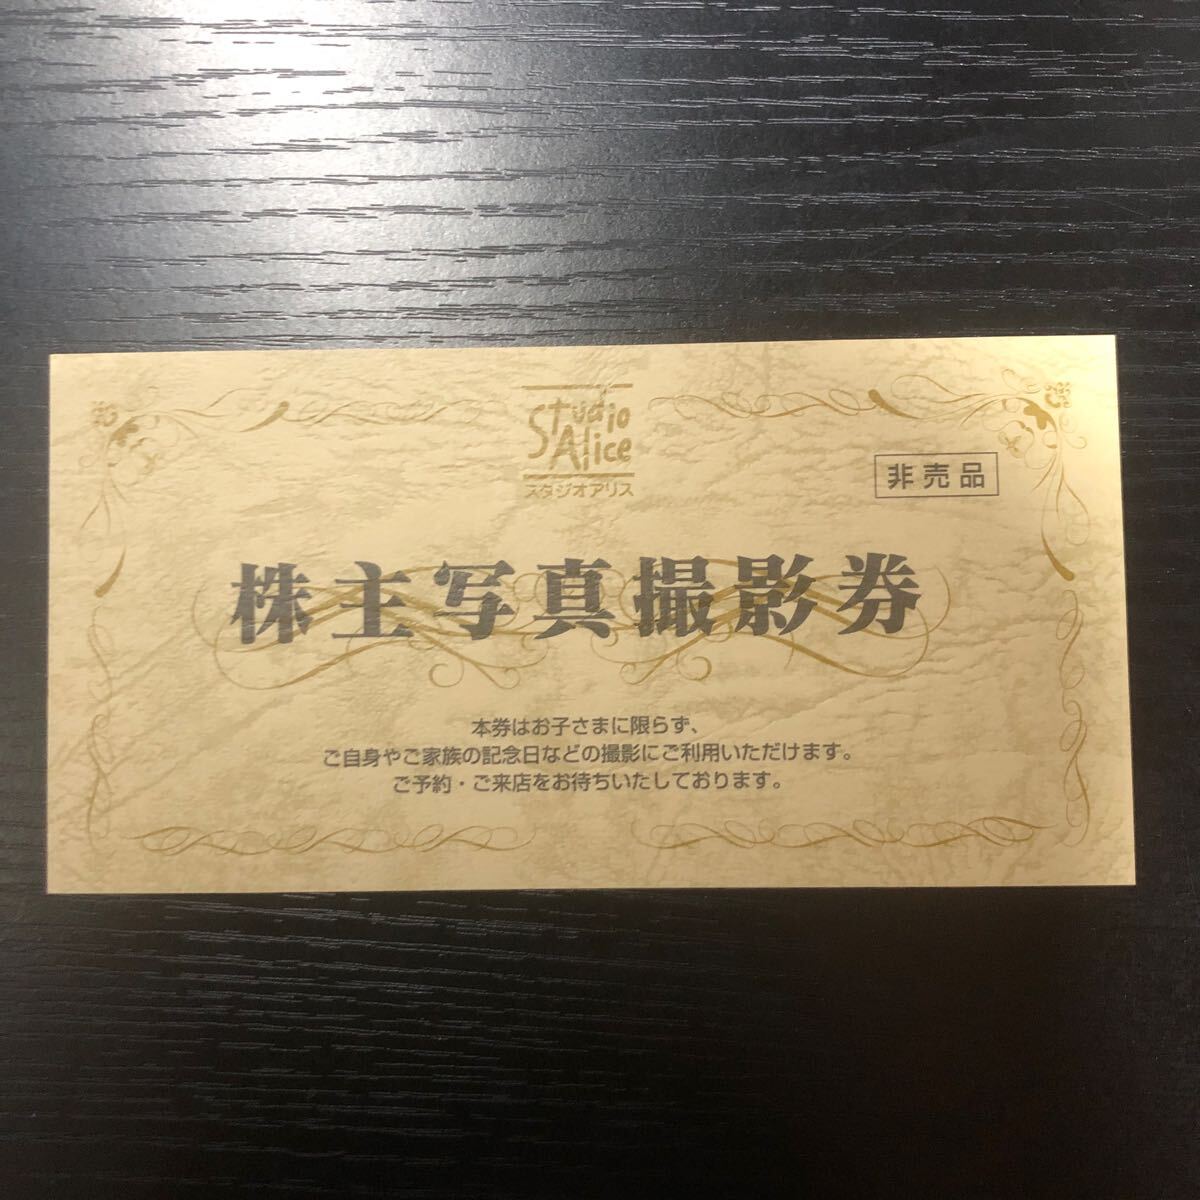 Studio
Alice
スタジオアリス
非売品
株主写真撮影券
本券はお子さまに限らず、
ご自身やご家族の記念日などの撮影にご利用いただけます。
ご予約・ご来店をお待ちいたしております。